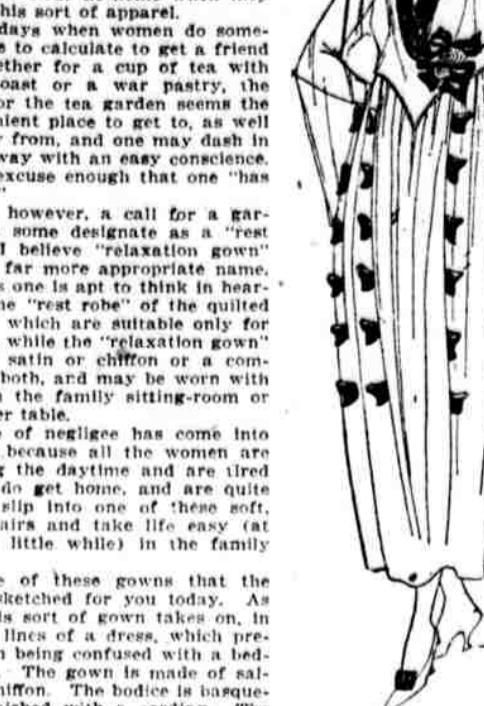 his sort of apparel.
days when women do some-
s to calculate to get a friend
ether for a cup of tea with
oast or a war pastry, the
or the tea garden seems the
nient place to get to, as well
y from, and one may dash in
way with an easy conscience.
excuse enough that one "has
"
however, a call for a gar-
some designate as a "rest
I believe "relaxation gown"
far more appropriate name,
s one is apt to think in hear-
he "rest robe" of the quilted
which are suitable only for
while the "relaxation gown"
satin or chiffon or a com-
both, and may be worn with
n the family sitting-room or
er table.
e of negligee has come into
because all the women are
g the daytime and are tired
do get home, and are quite
slip into one of these soft,
airs and take life easy (at
little while) in the family

e of these gowns that the
sketched for you today. As
is sort of gown takes on, in
lines of a dress, which pre-
n being confused with a bed-
. The gown is made of sal-
hiffon. The bodice is basque-